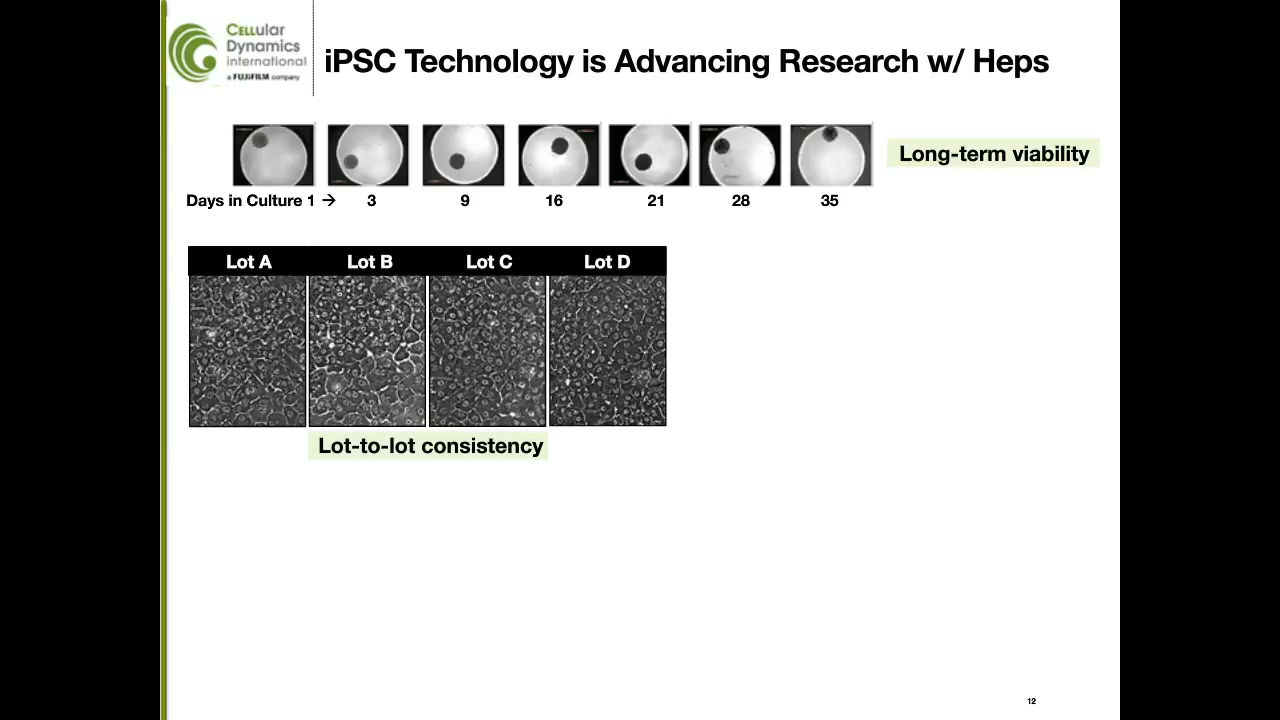 CELLular
Dynamics
international
a FUJIFILM company
iPSC Technology is Advancing Research w/ Heps
Long-term viability
Days in Culture 1 → 3 9 16 21 28 35
Lot A Lot B Lot C Lot D
Lot-to-lot consistency
12